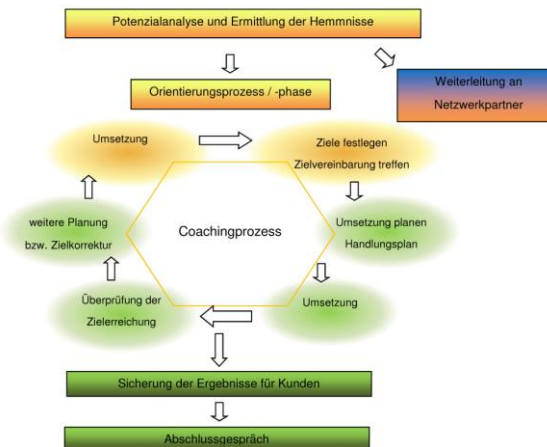 Potenzialanalyse und Ermittlung der Hemmnisse
Orientierungsprozess / -phase
Weiterleitung an
Netzwerkpartner
Umsetzung
Ziele festlegen
Zielvereinbarung treffen
weitere Planung
bzw. Zielkorrektur
Coachingprozess
Umsetzung planen
Handlungsplan
Überprüfung der
Zielerreichung
Umsetzung
Sicherung der Ergebnisse für Kunden
Abschlussgespräch